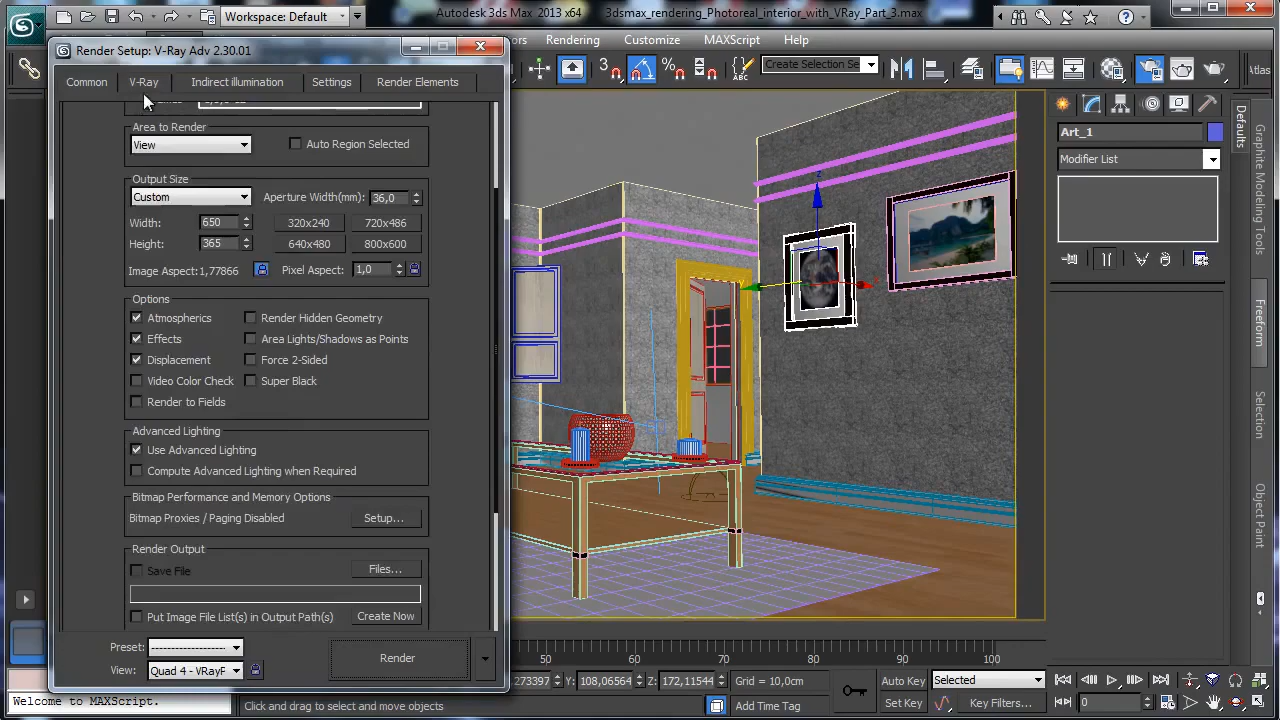 Workspace: Default
Autodesk 3ds Max 2013 x64
3dsmax_rendering_Photoreal_interior_with_VRay_Part_3.max
Render Setup: V-Ray Adv 2.30.01
Rendering Customize MAXScript Help
3
Create Selection Se
Atlas
Common V-Ray Indirect illumination Settings Render Elements
Area to Render
View
Auto Region Selected
Output Size
Custom
Aperture Width(mm): 36,0
Width: 650 320x240 720x486
Height: 365 640x480 800x600
Image Aspect:1,77866 Pixel Aspect: 1,0
Options
Atmospherics Render Hidden Geometry
Effects Area Lights/Shadows as Points
Displacement Force 2-Sided
Video Color Check Super Black
Render to Fields
Advanced Lighting
Use Advanced Lighting
Compute Advanced Lighting when Required
Bitmap Performance and Memory Options
Bitmap Proxies / Paging Disabled Setup...
Render Output
Save File Files...
Put Image File List(s) in Output Path(s) Create Now
Preset: View: Quad 4 - VRayF
Render
z
Art_1
Modifier List
Defaults
Graphite Modeling Tools
Freeform
Selection
Object Paint
50 60 70 80 90 100
273397 Y: 108,06564 Z: 172,11544 Grid = 10,0cm
Auto Key Selected
Welcome to MAXScript.
Click and drag to select and move objects
Add Time Tag
Set Key Key Filters...
0